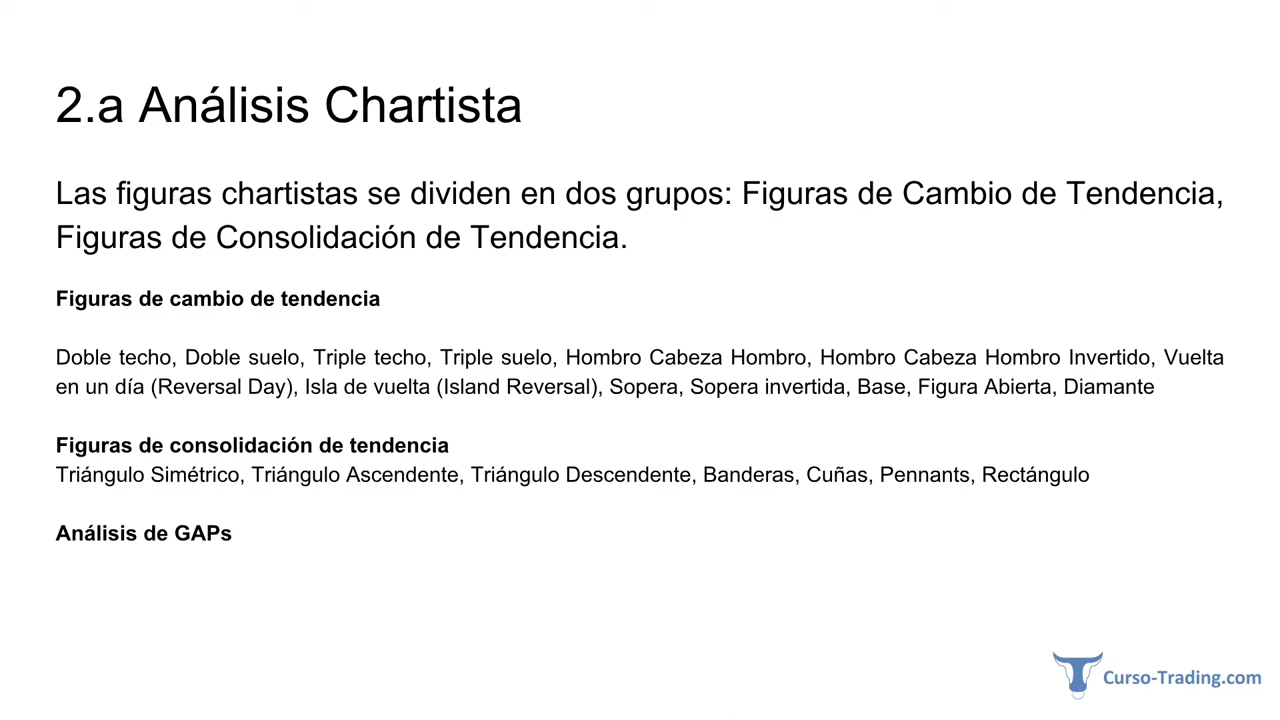 2.a Análisis Chartista
Las figuras chartistas se dividen en dos grupos: Figuras de Cambio de Tendencia,
Figuras de Consolidación de Tendencia.
Figuras de cambio de tendencia
Doble techo, Doble suelo, Triple techo, Triple suelo, Hombro Cabeza Hombro, Hombro Cabeza Hombro Invertido, Vuelta
en un día (Reversal Day), Isla de vuelta (Island Reversal), Sopera, Sopera invertida, Base, Figura Abierta, Diamante
Figuras de consolidación de tendencia
Triángulo Simétrico, Triángulo Ascendente, Triángulo Descendente, Banderas, Cuñas, Pennants, Rectángulo
Análisis de GAPs
Curso-Trading.com